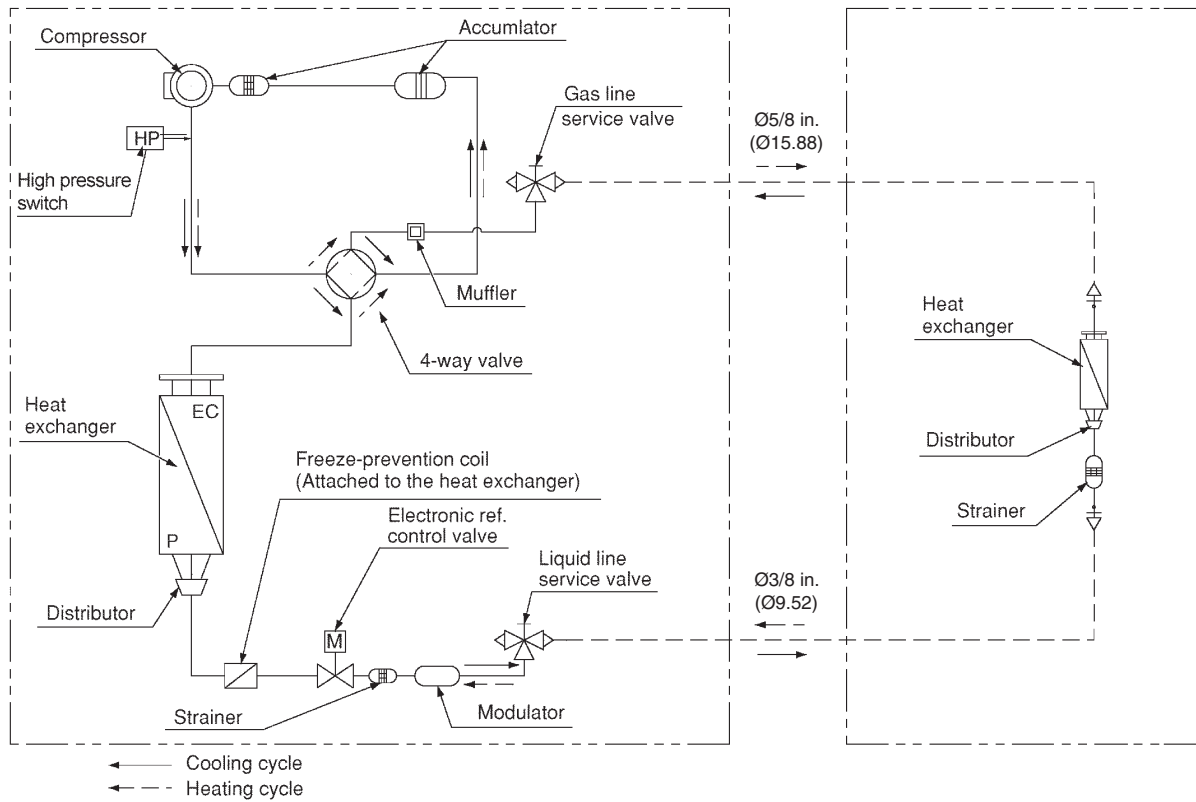 Compressor
Accumlator
HP
High pressure
switch
Gas line
service valve
Ø5/8 in.
(Ø15.88)
Muffler
4-way valve
Heat
exchanger
EC
P
Distributor
Freeze-prevention coil
(Attached to the heat exchanger)
Electronic ref.
control valve
M
Liquid line
service valve
Ø3/8 in.
(Ø9.52)
Strainer
Modulator
Heat
exchanger
Distributor
Strainer
Cooling cycle
Heating cycle